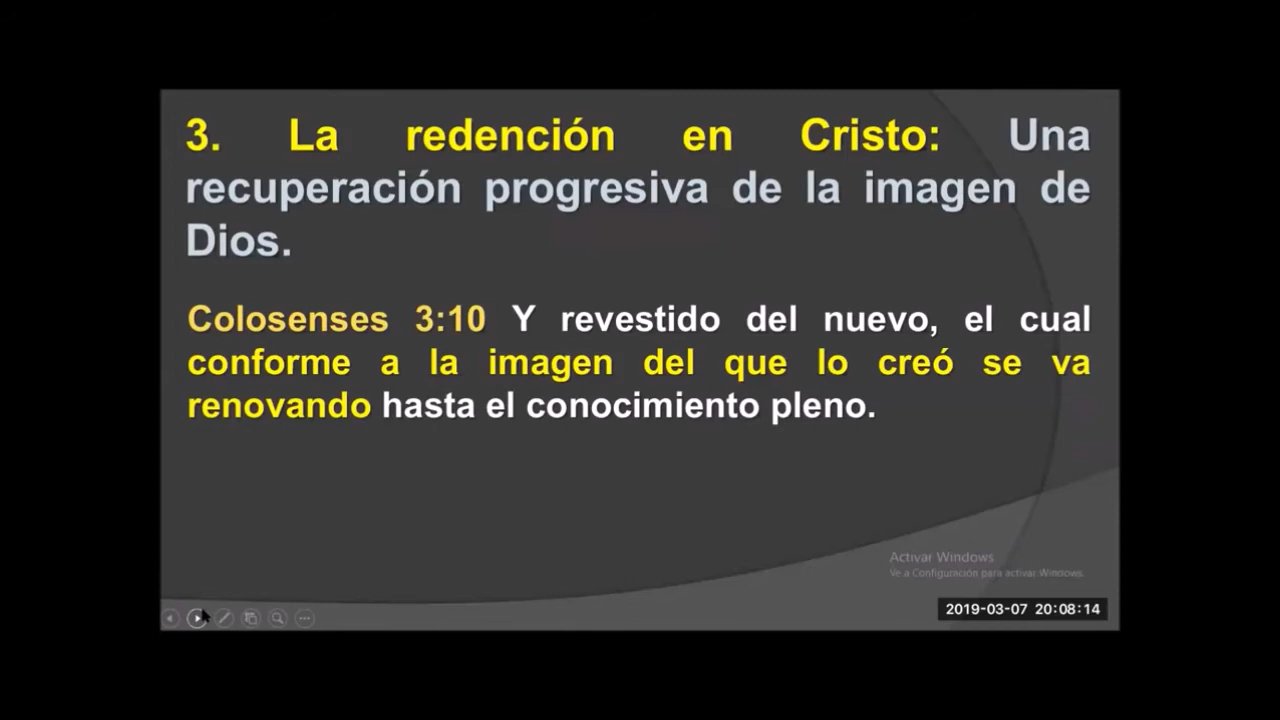 3. La redención en Cristo: Una
recuperación progresiva de la imagen de
Dios.
Colosenses 3:10 Y revestido del nuevo, el cual
conforme a la imagen del que lo creó se va
renovando hasta el conocimiento pleno.
Activar Windows
Ve a Configuración para activar Windows.
2019-03-07 20:08:14